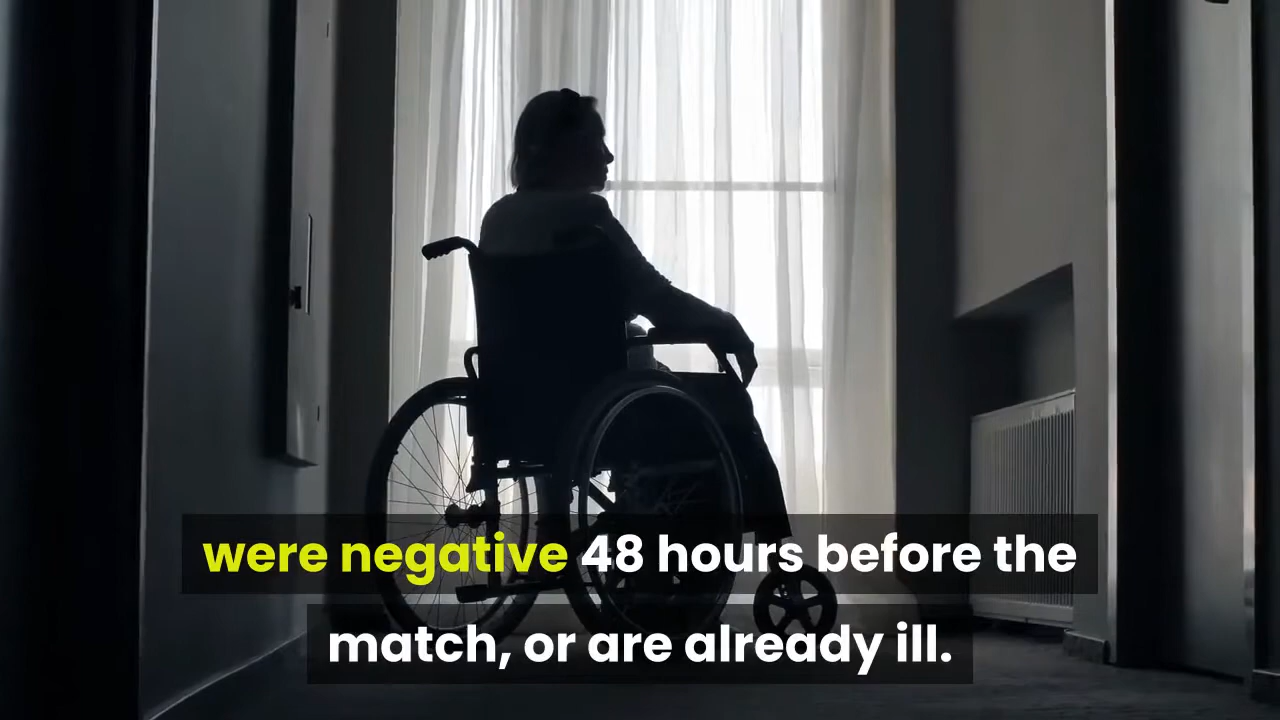 were negative 48 hours before the
match, or are already ill.